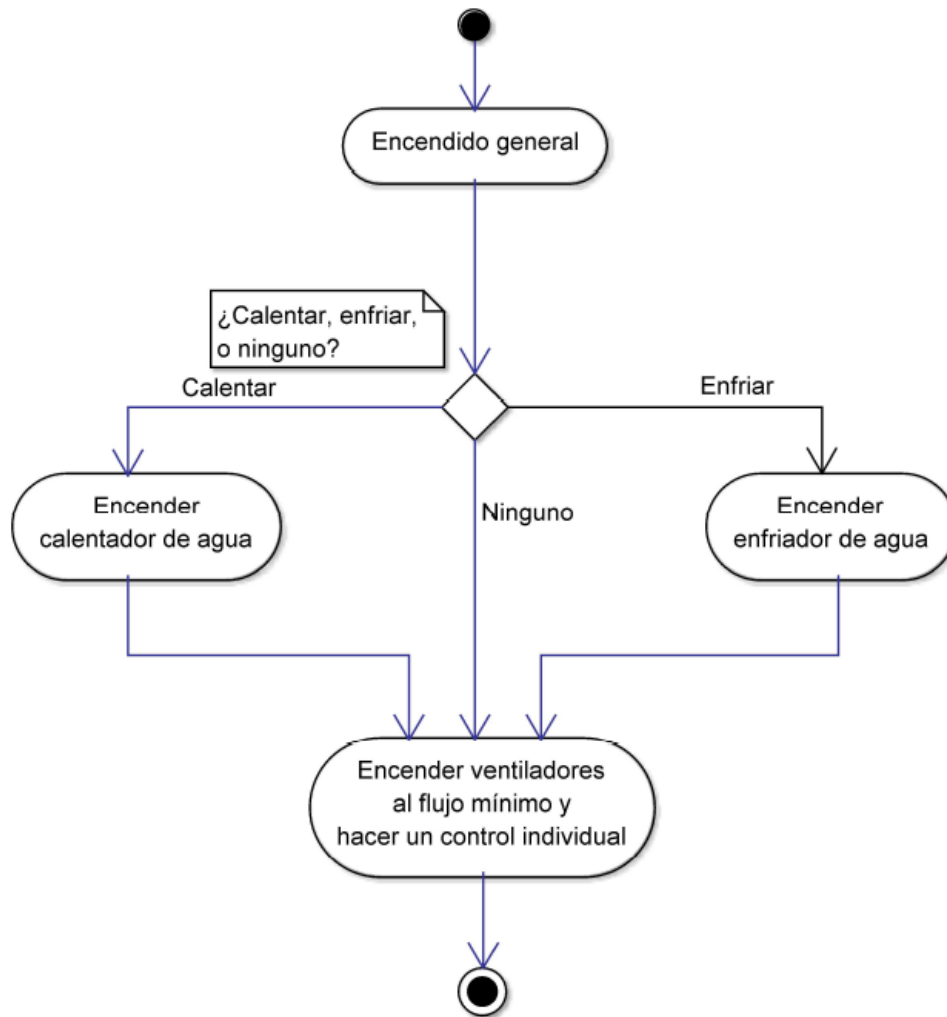 Encendido general
¿Calentar, enfriar,
o ninguno?
Calentar
Enfriar
Encender
calentador de agua
Ninguno
Encender
enfriador de agua
Encender ventiladores
al flujo mínimo y
hacer un control individual